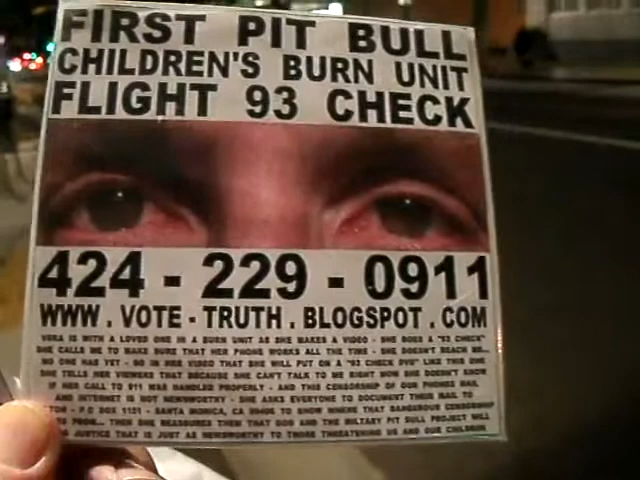 FIRST PIT BULL
CHILDREN'S BURN UNIT
FLIGHT 93 CHECK
424 - 229 - 0911
WWW . VOTE - TRUTH . BLOGSPOT . COM
VERA IS WITH A LOVED ONE IN A BURN UNIT AS SHE MAKES A VIDEO - SHE DOES A "93 CHECK"
SHE CALLS ME TO MAKE SURE THAT HER PHONE WORKS ALL THE TIME - SHE DOESN'T REACH ME...
NO ONE HAS YET - SO IN HER VIDEO THAT SHE WILL PUT ON A "93 CHECK DVD" LIKE THIS ONE
SHE TELLS HER VIEWERS THAT BECAUSE SHE CAN'T TALK TO ME RIGHT NOW SHE DOESN'T KNOW
IF HER CALL TO 911 WAS HANDLED PROPERLY - AND THIS CENSORSHIP OF OUR PHONES MAIL
AND INTERNET IS NOT NEWSWORTHY - SHE ASKS EVERYONE TO DOCUMENT THEIR MAIL TO
- P.O BOX 1131 - SANTA MONICA, CA 90406 TO SHOW WHERE THAT DANGEROUS CENSORSHIP
PROB... THEN SHE MEASURES THEM THAT GOD AND THE MILITARY PIT BULL PROJECT WILL
JUSTICE THAT IS JUST AS NEWSWORTHY TO THOSE THREATENING US AND OUR CHILDREN